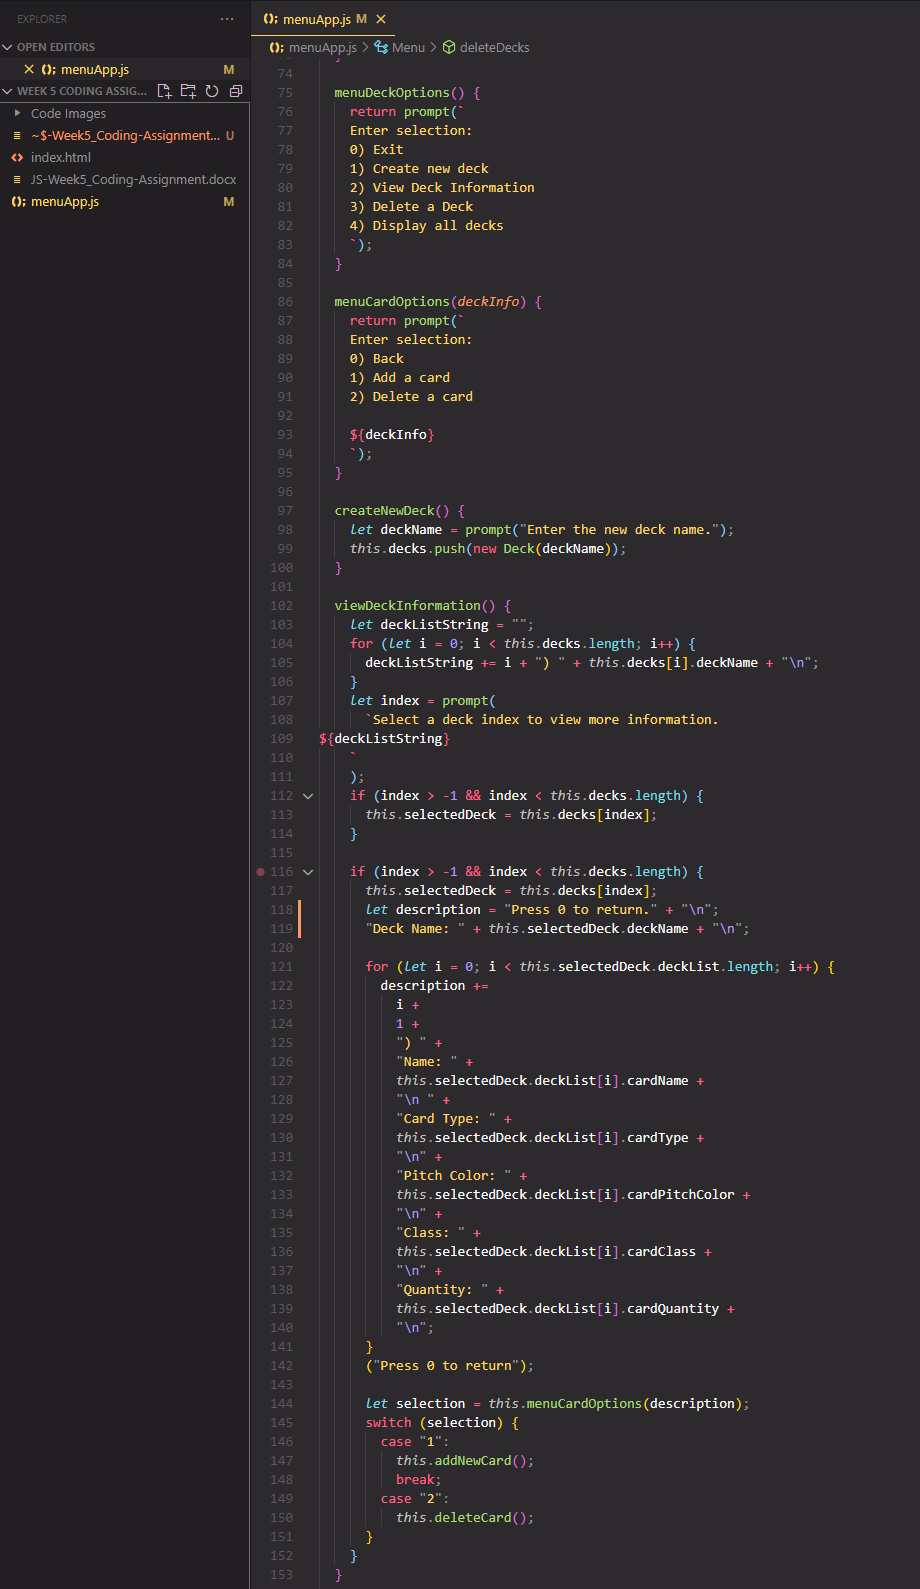 EXPLORER
OPEN EDITORS
menuApp.js M
WEEK 5 CODING ASSIG...
Code Images
~$-Week5_Coding-Assignment... U
index.html
JS-Week5_Coding-Assignment.docx
menuApp.js M
menuApp.js M
menuApp.js > Menu > deleteDecks
74
75 menuDeckOptions() {
76 return prompt(`
77 Enter selection:
78 0) Exit
79 1) Create new deck
80 2) View Deck Information
81 3) Delete a Deck
82 4) Display all decks
83 `);
84 }
85
86 menuCardOptions(deckInfo) {
87 return prompt(`
88 Enter selection:
89 0) Back
90 1) Add a card
91 2) Delete a card
92
93 ${deckInfo}
94 `);
95 }
96
97 createNewDeck() {
98 let deckName = prompt("Enter the new deck name.");
99 this.decks.push(new Deck(deckName));
100 }
101
102 viewDeckInformation() {
103 let deckListString = "";
104 for (let i = 0; i < this.decks.length; i++) {
105 deckListString += i + ") " + this.decks[i].deckName + "\n";
106 }
107 let index = prompt(
108 `Select a deck index to view more information.
109 ${deckListString}
110 `
111 );
112 if (index > -1 && index < this.decks.length) {
113 this.selectedDeck = this.decks[index];
114 }
115
116 if (index > -1 && index < this.decks.length) {
117 this.selectedDeck = this.decks[index];
118 let description = "Press 0 to return." + "\n";
119 "Deck Name: " + this.selectedDeck.deckName + "\n";
120
121 for (let i = 0; i < this.selectedDeck.deckList.length; i++) {
122 description +=
123 i +
124 1 +
125 ") " +
126 "Name: " +
127 this.selectedDeck.deckList[i].cardName +
128 "\n " +
129 "Card Type: " +
130 this.selectedDeck.deckList[i].cardType +
131 "\n" +
132 "Pitch Color: " +
133 this.selectedDeck.deckList[i].cardPitchColor +
134 "\n" +
135 "Class: " +
136 this.selectedDeck.deckList[i].cardClass +
137 "\n" +
138 "Quantity: " +
139 this.selectedDeck.deckList[i].cardQuantity +
140 "\n";
141 }
142 ("Press 0 to return");
143
144 let selection = this.menuCardOptions(description);
145 switch (selection) {
146 case "1":
147 this.addNewCard();
148 break;
149 case "2":
150 this.deleteCard();
151 }
152 }
153 }